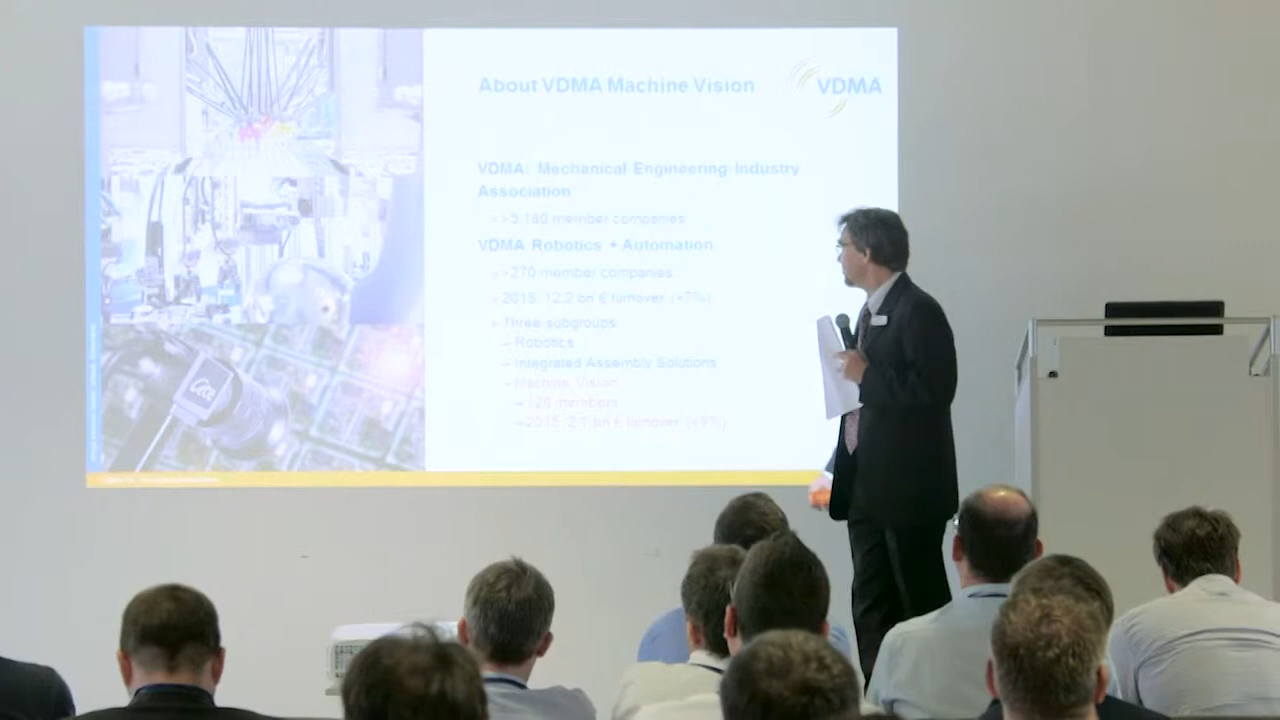 About VDMA Machine Vision
VDMA
VDMA: Mechanical Engineering Industry
Association
>3.180 member companies
VDMA Robotics + Automation
>270 member companies
2015: 12.2 bn € turnover (+7%)
Three subgroups
– Robotics
– Integrated Assembly Solutions
– Machine Vision
– 120 members
– 2015: 2.1 bn € turnover (+9%)